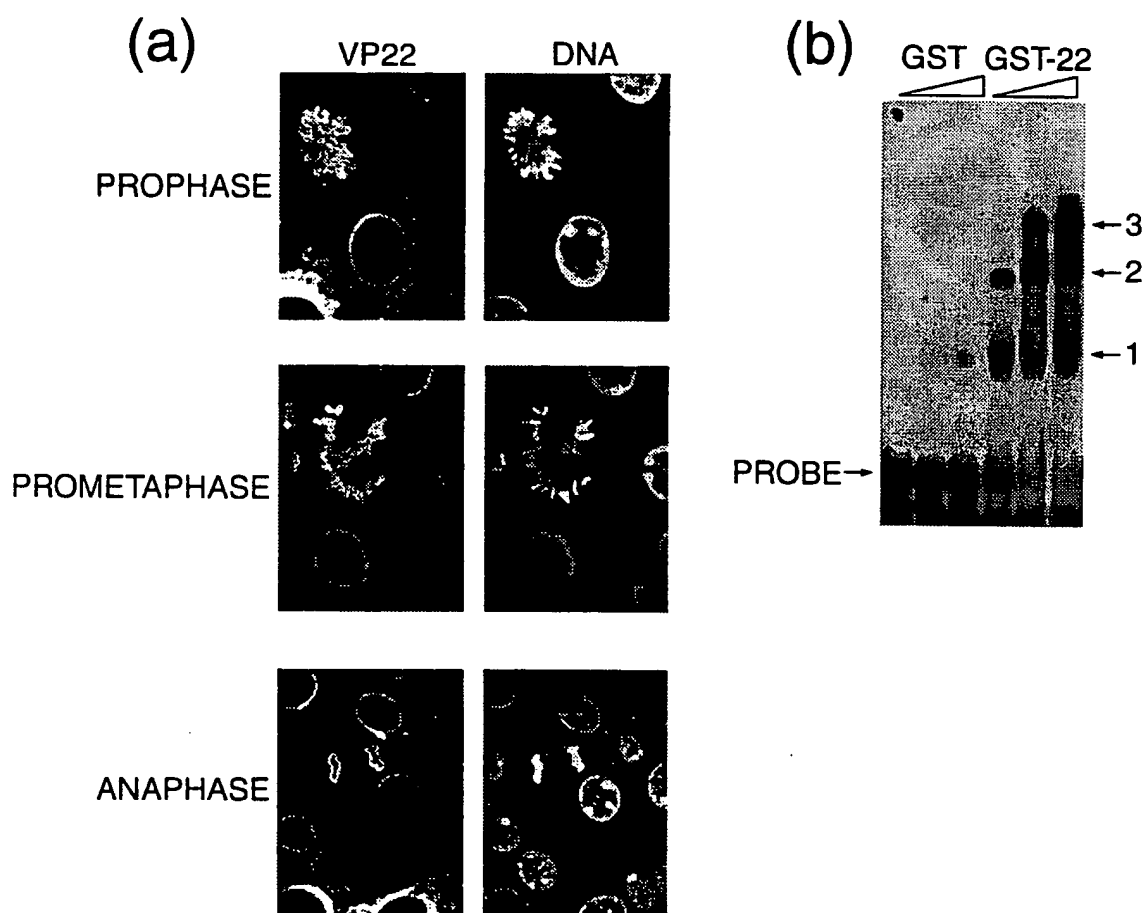 (a)
VP22 DNA
PROPHASE
PROMETAPHASE
ANAPHASE
(b)
GST GST-22
3
2
1
PROBE